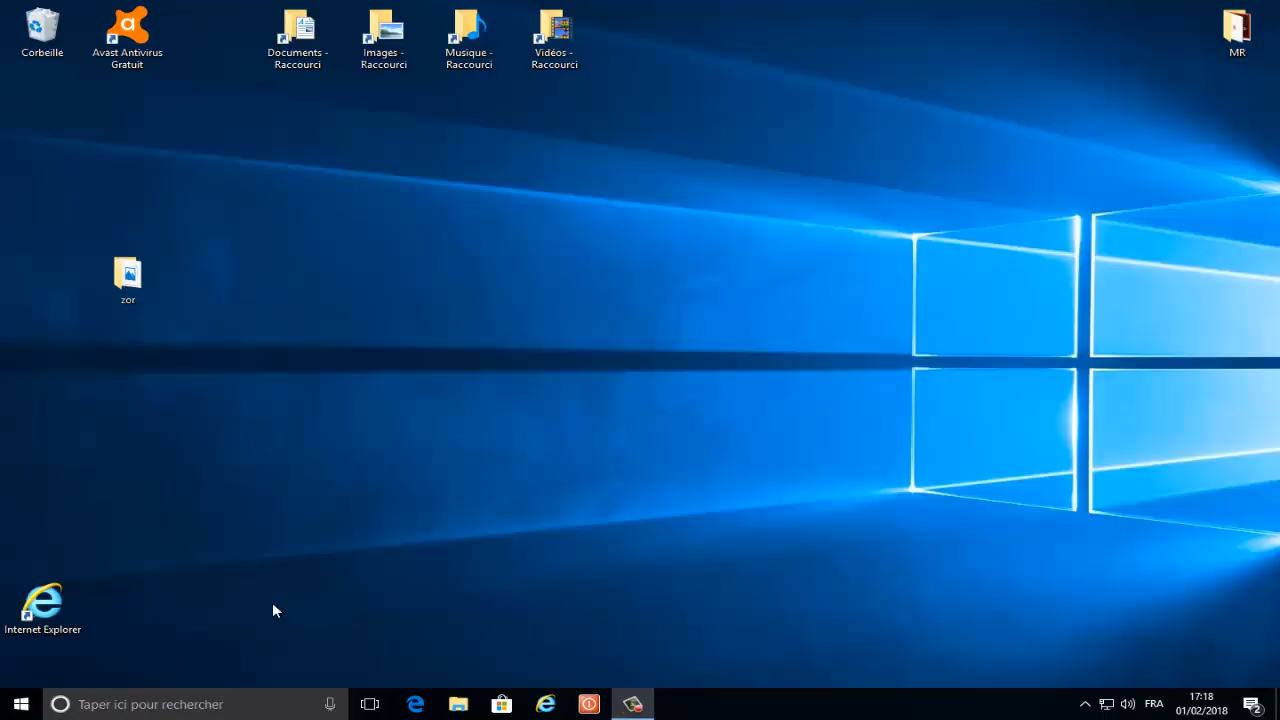 Corbeille
Avast Antivirus
Gratuit
Documents -
Raccourci
Images -
Raccourci
Musique -
Raccourci
Vidéos -
Raccourci
MR
zor
Internet Explorer
Taper ici pour rechercher
FRA
17:18
01/02/2018
2